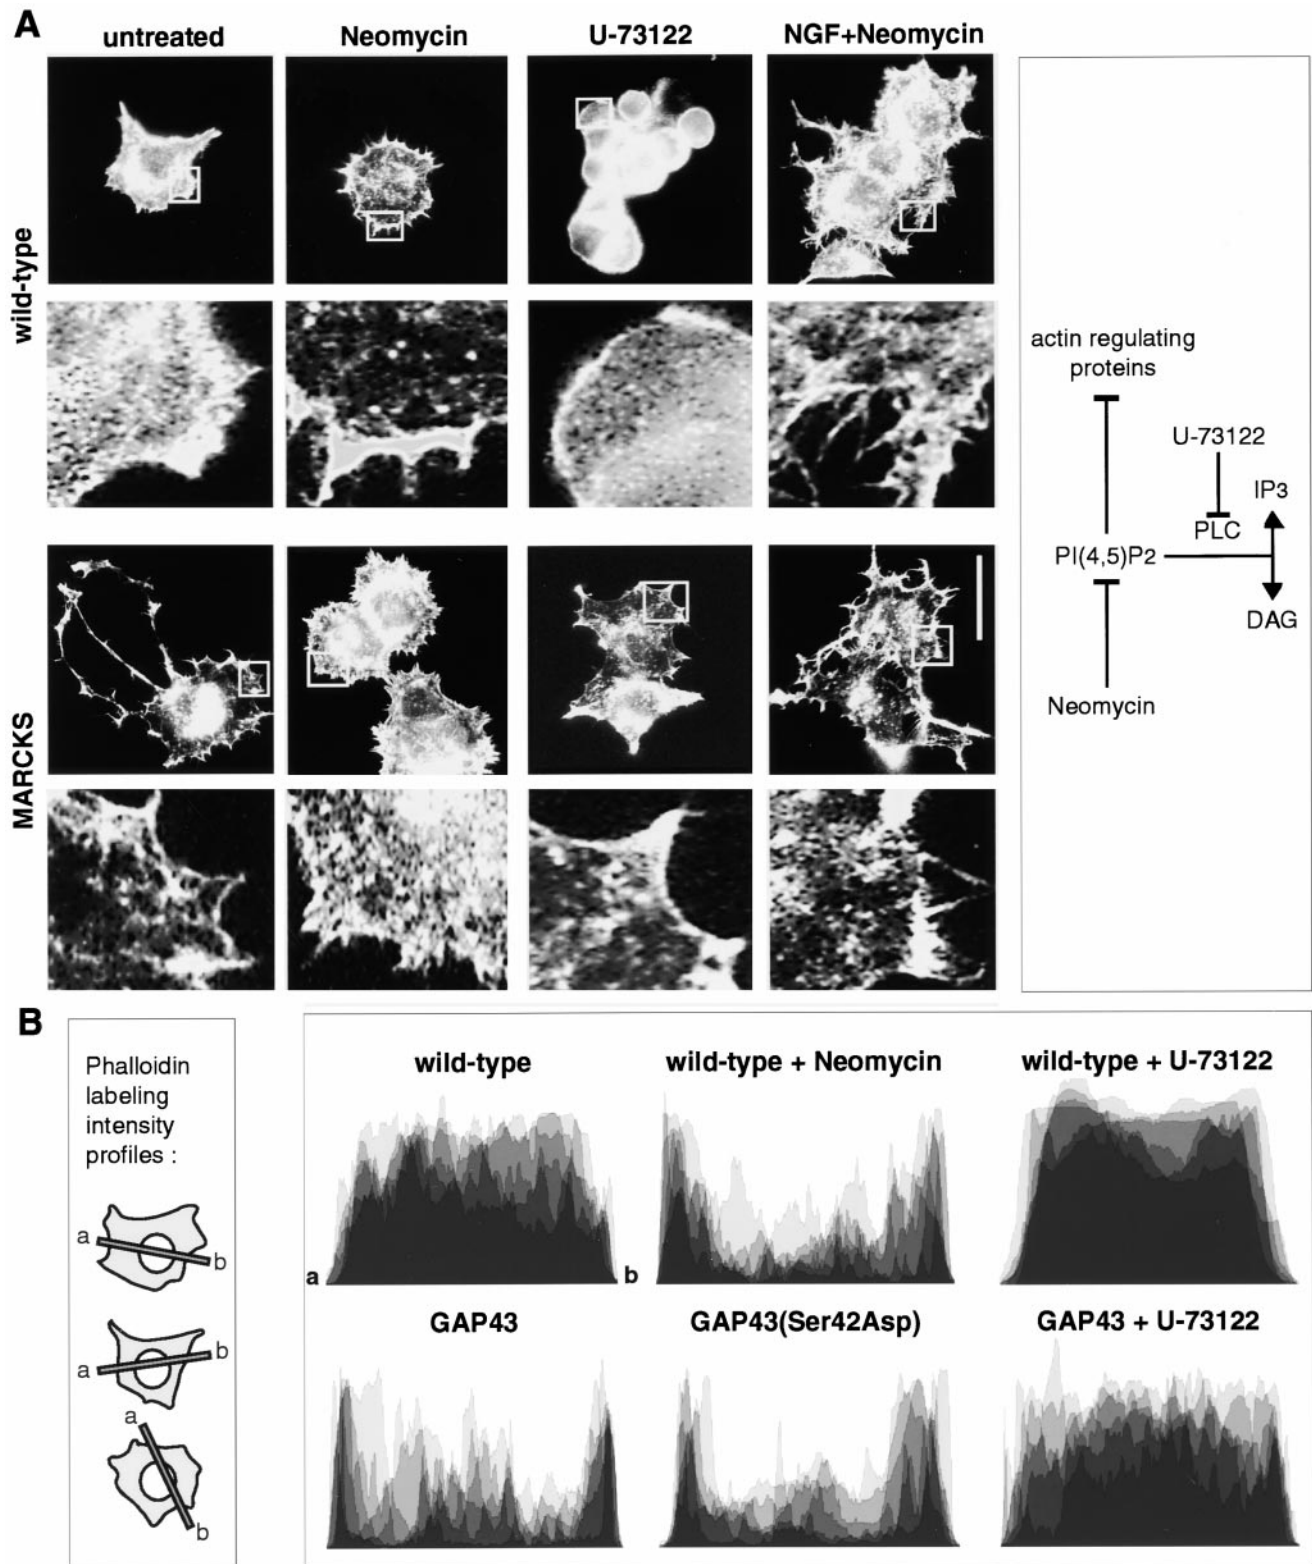 A
untreated
Neomycin
U-73122
NGF+Neomycin
wild-type
MARCKS
actin regulating
proteins
U-73122
IP3
PLC
PI(4,5)P2
DAG
Neomycin
B
Phalloidin
labeling
intensity
profiles :
a
b
a
b
a
b
wild-type
wild-type + Neomycin
wild-type + U-73122
a
b
GAP43
GAP43(Ser42Asp)
GAP43 + U-73122